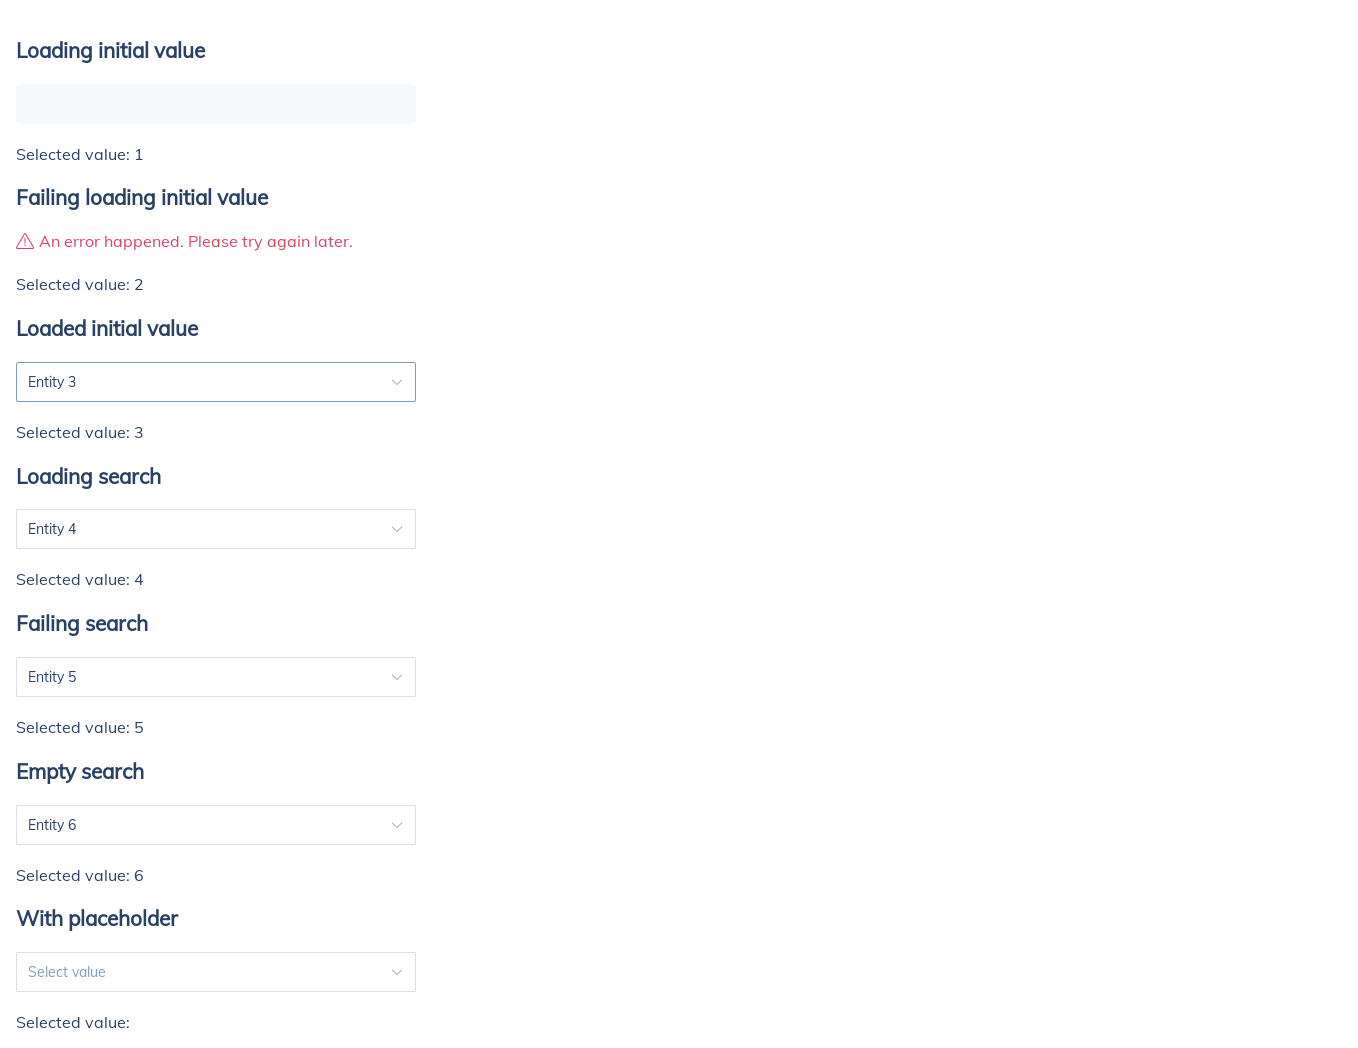 Loading initial value
Selected value: 1
Failing loading initial value
An error happened. Please try again later.
Selected value: 2
Loaded initial value
Entity 3
Selected value: 3
Loading search
Entity 4
Selected value: 4
Failing search
Entity 5
Selected value: 5
Empty search
Entity 6
Selected value: 6
With placeholder
Select value
Selected value: